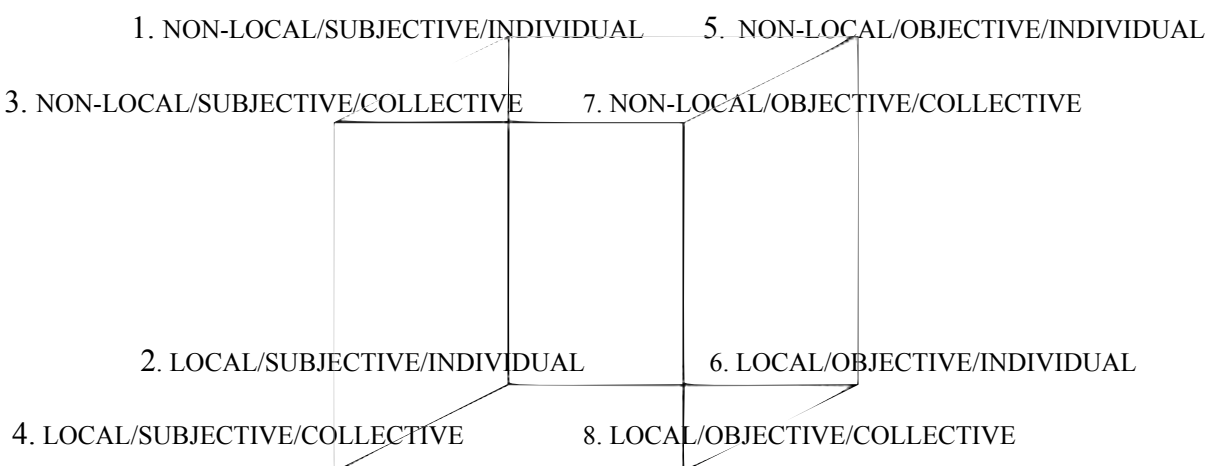 1. NON-LOCAL/SUBJECTIVE/INDIVIDUAL 5. NON-LOCAL/OBJECTIVE/INDIVIDUAL
3. NON-LOCAL/SUBJECTIVE/COLLECTIVE 7. NON-LOCAL/OBJECTIVE/COLLECTIVE
2. LOCAL/SUBJECTIVE/INDIVIDUAL 6. LOCAL/OBJECTIVE/INDIVIDUAL
4. LOCAL/SUBJECTIVE/COLLECTIVE 8. LOCAL/OBJECTIVE/COLLECTIVE